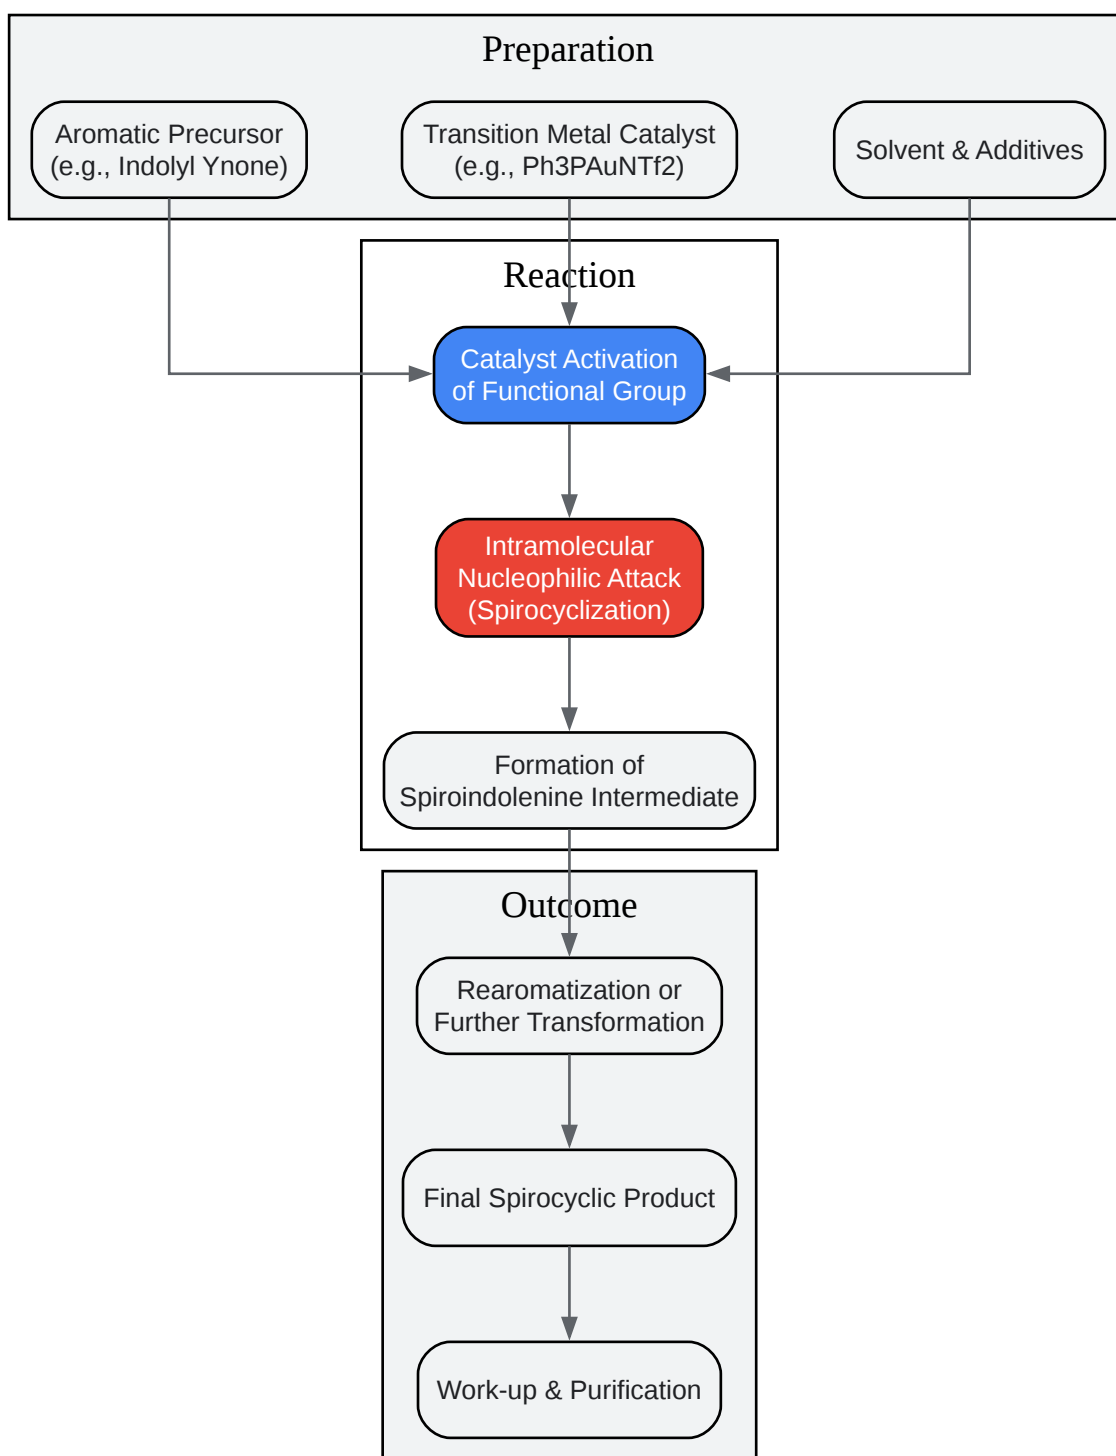 Preparation
Aromatic Precursor
(e.g., Indolyl Ynone)
Transition Metal Catalyst
(e.g., Ph3PAuNTf2)
Solvent & Additives
Reaction
Catalyst Activation
of Functional Group
Intramolecular
Nucleophilic Attack
(Spirocyclization)
Formation of
Spiroindolenine Intermediate
Outcome
Rearomatization or
Further Transformation
Final Spirocyclic Product
Work-up & Purification